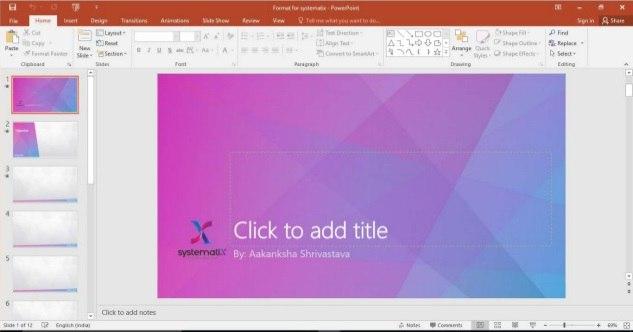 Format for systematix - PowerPoint
File Home Insert Design Transitions Animations Slide Show Review View Tell me what you want to do... Sign in Share
Cut
Copy
Format Painter
Paste
Clipboard
New Slide
Layout
Reset
Section
Slides
B I U S abc AV Aa A
Font
Text Direction
Align Text
Convert to SmartArt
Paragraph
Arrange
Quick Styles
Shape Fill
Shape Outline
Shape Effects
Drawing
Find
Replace
Select
Editing
1
2
3
4
5
6
Click to add title
systematiX
By: Aakanksha Shrivastava
Click to add notes
Slide 1 of 12 English (India) Notes Comments 69%